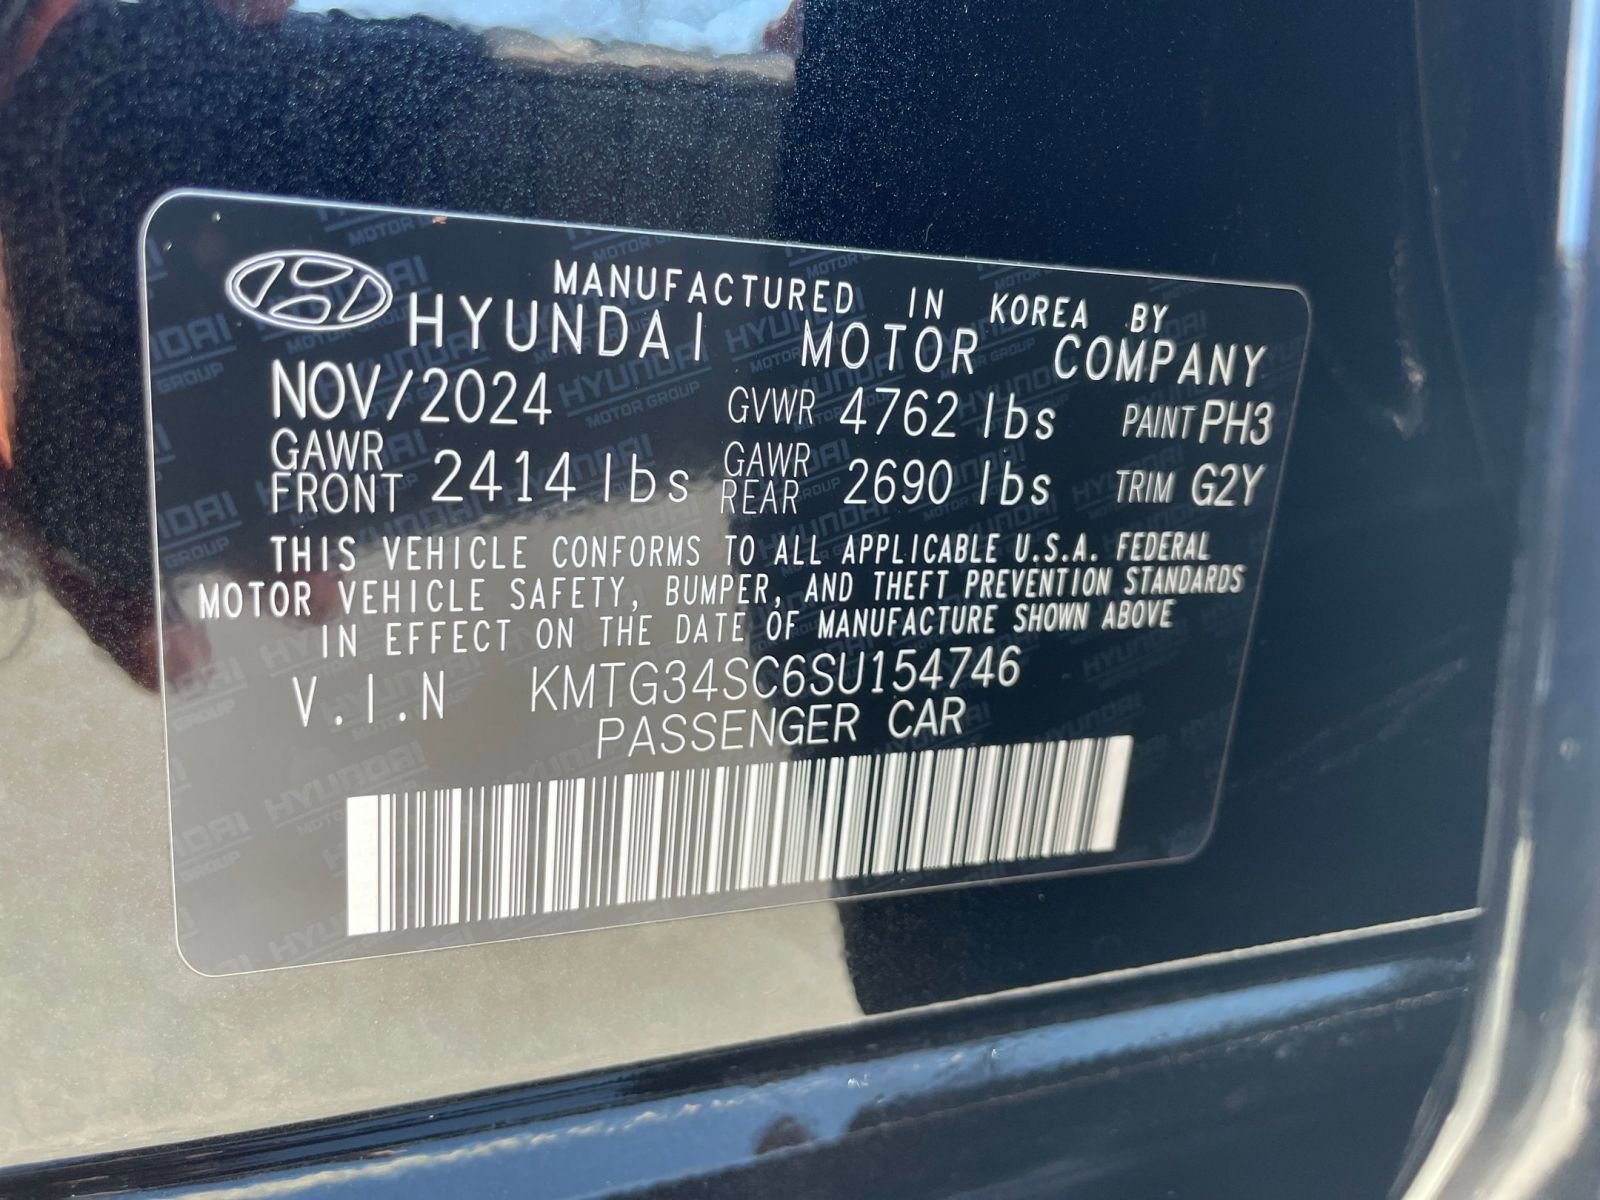 MANUFACTURED IN KOREA BY
HYUNDAI MOTOR COMPANY
NOV/2024 GVWR 4762 lbs PAINT PH3
GAWR FRONT 2414 lbs GAWR REAR 2690 lbs TRIM G2Y
THIS VEHICLE CONFORMS TO ALL APPLICABLE U.S.A. FEDERAL
MOTOR VEHICLE SAFETY, BUMPER, AND THEFT PREVENTION STANDARDS
IN EFFECT ON THE DATE OF MANUFACTURE SHOWN ABOVE
V.I.N KMTG34SC6SU154746
PASSENGER CAR